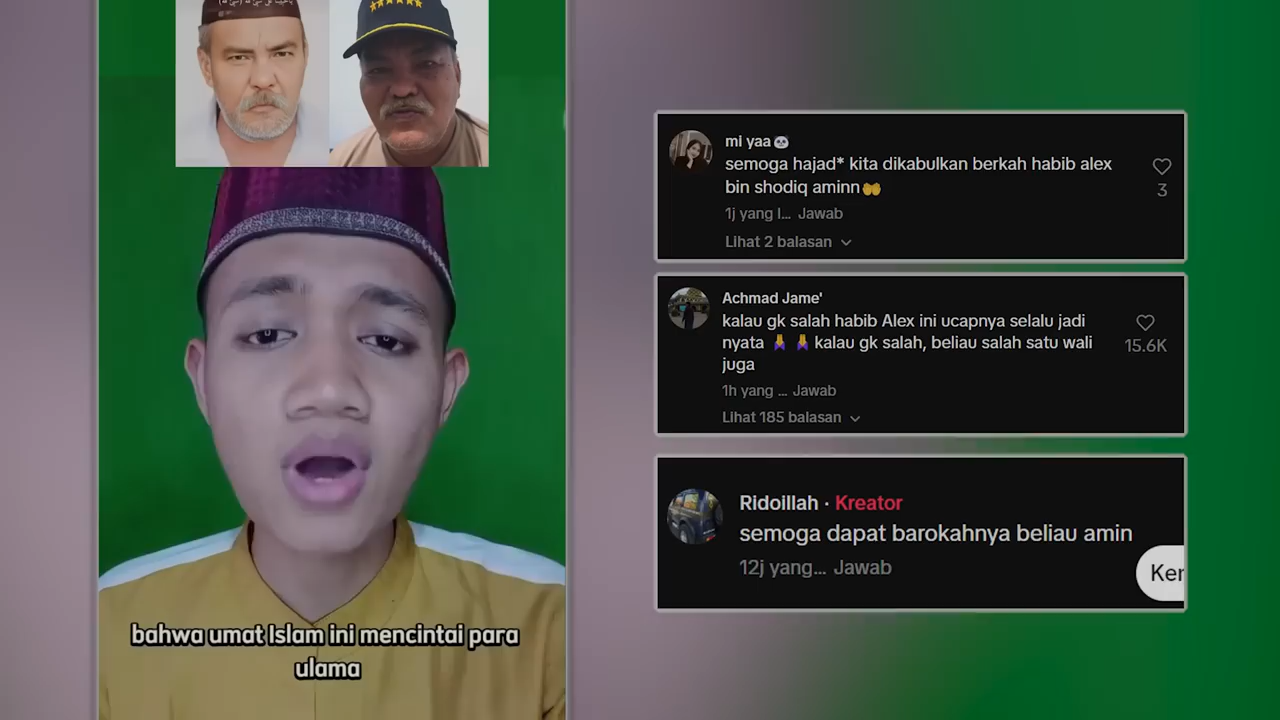 bahwa umat Islam ini mencintai para
ulama
mi yaa🐼
semoga hajad* kita dikabulkan berkah habib alex
bin shodiq aminn🤲
1j yang l... Jawab
3
Lihat 2 balasan
Achmad Jame'
kalau gk salah habib Alex ini ucapnya selalu jadi
nyata 🙏 🙏 kalau gk salah, beliau salah satu wali
juga
15.6K
1h yang ... Jawab
Lihat 185 balasan
Ridoillah · Kreator
semoga dapat barokahnya beliau amin
12j yang... Jawab
Ker